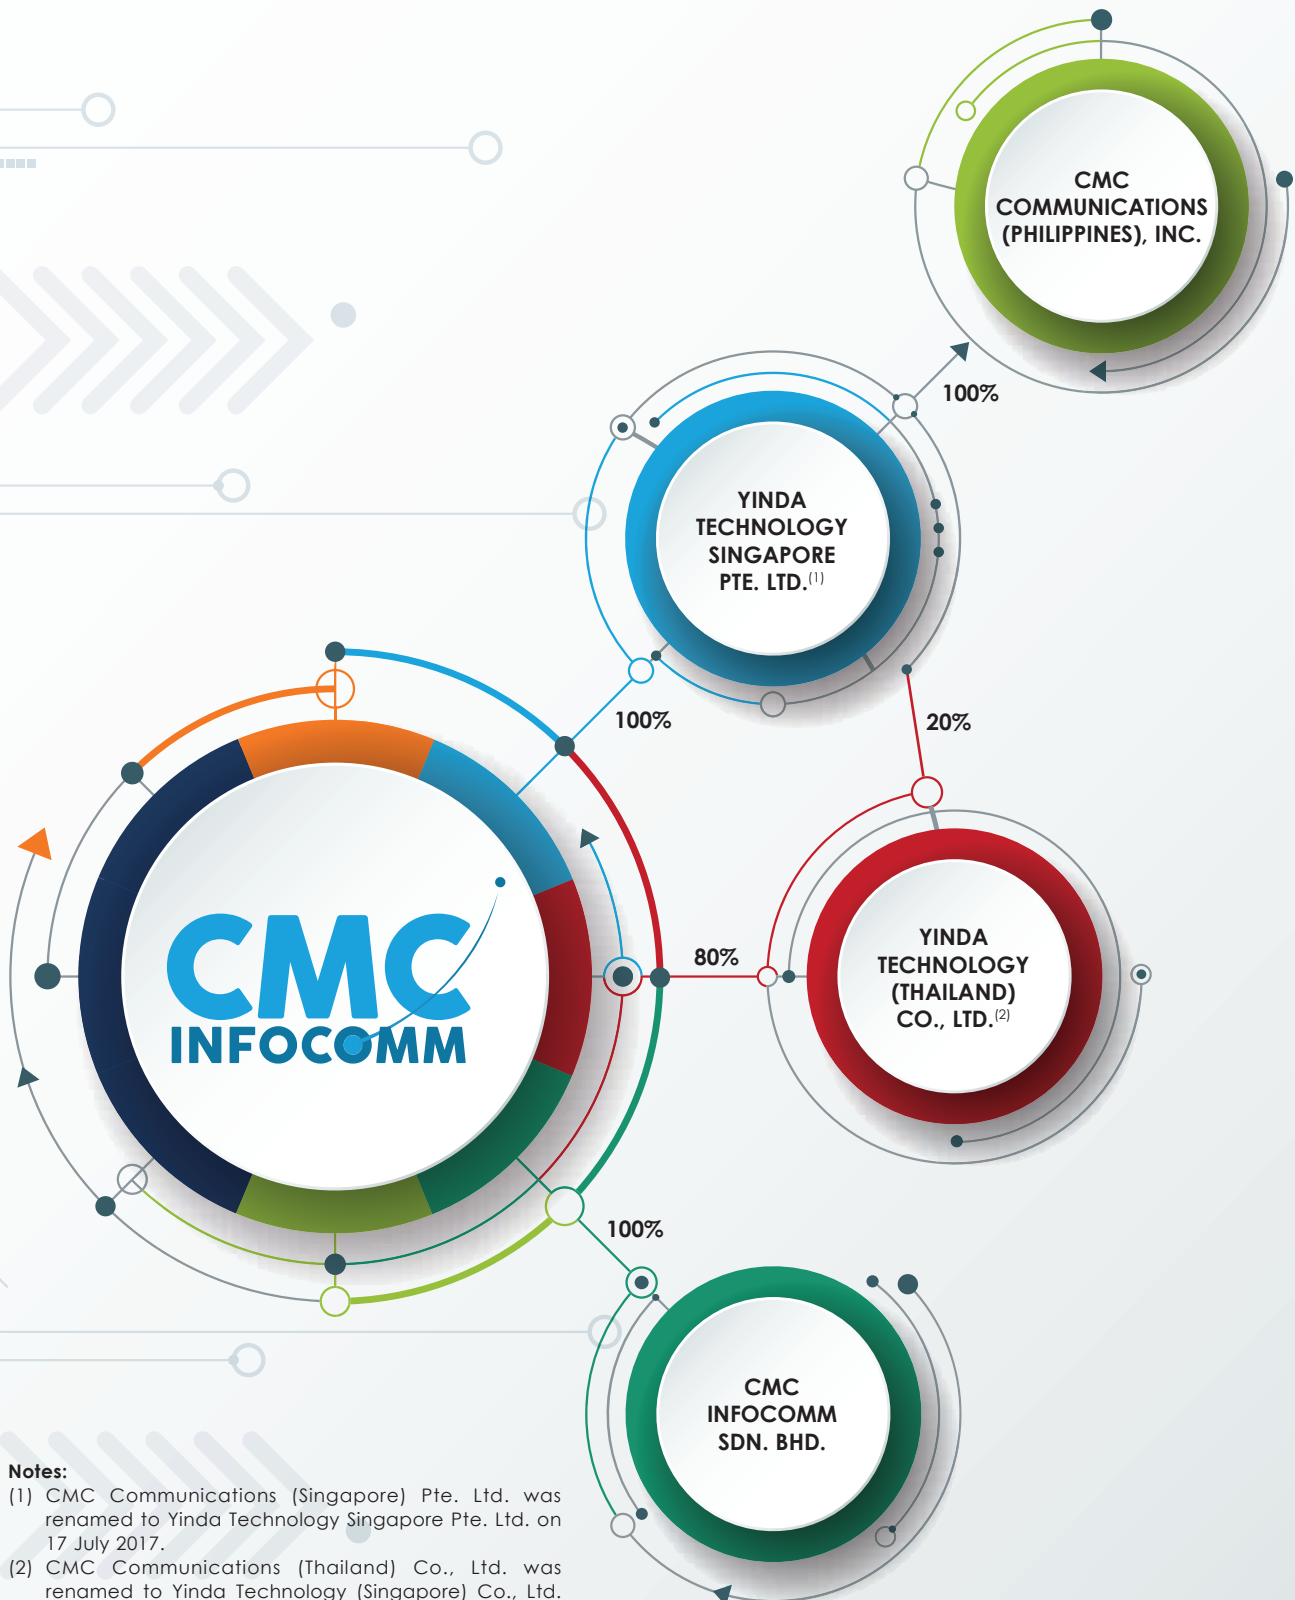 CMC
COMMUNICATIONS
(PHILIPPINES), INC.
100%
YINDA
TECHNOLOGY
SINGAPORE
PTE. LTD.(1)
100%
20%
CMC
INFOCOMM
80%
YINDA
TECHNOLOGY
(THAILAND)
CO., LTD.(2)
100%
CMC
INFOCOMM
SDN. BHD.
Notes:
(1) CMC Communications (Singapore) Pte. Ltd. was
renamed to Yinda Technology Singapore Pte. Ltd. on
17 July 2017.
(2) CMC Communications (Thailand) Co., Ltd. was
renamed to Yinda Technology (Singapore) Co., Ltd.